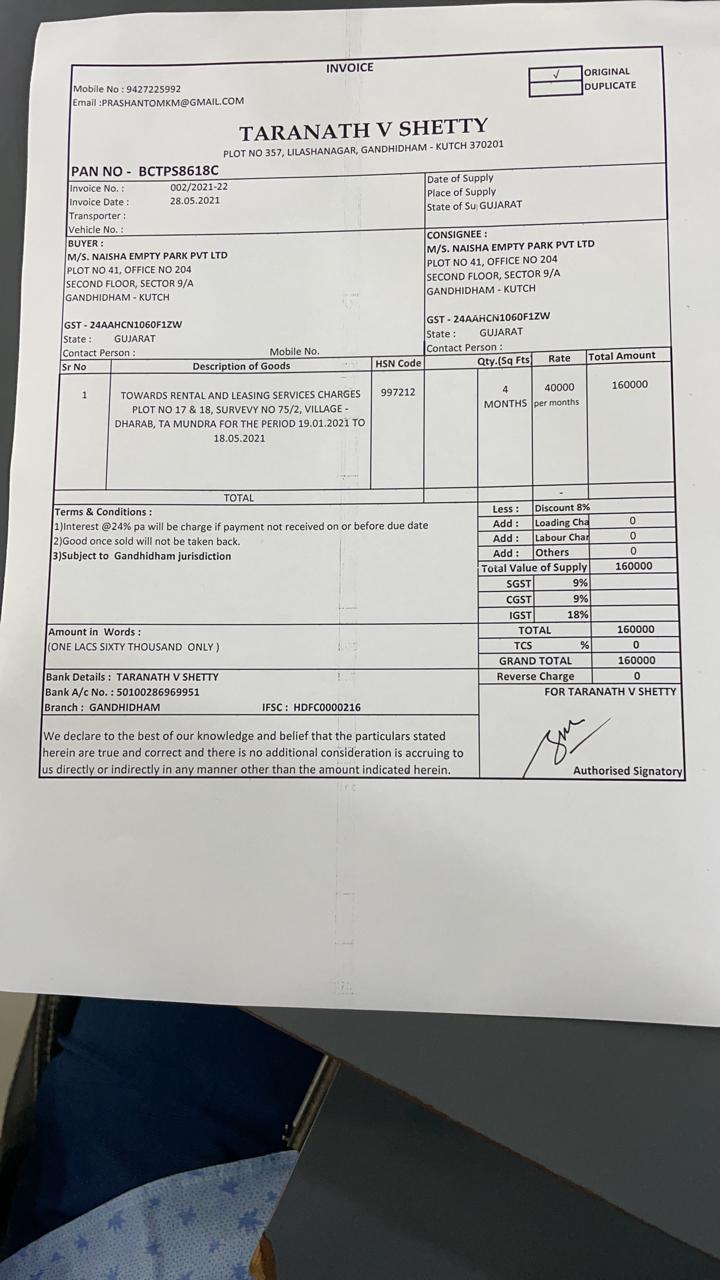 INVOICE
Mobile No : 9427225992
Email :PRASHANTOMKM@GMAIL.COM
√ ORIGINAL
DUPLICATE
TARANATH V SHETTY
PLOT NO 357, LILASHANAGAR, GANDHIDHAM - KUTCH 370201
PAN NO - BCTPS8618C
Invoice No. : 002/2021-22
Invoice Date : 28.05.2021
Transporter :
Vehicle No. :
Date of Supply
Place of Supply
State of Su GUJARAT
BUYER :
M/S. NAISHA EMPTY PARK PVT LTD
PLOT NO 41, OFFICE NO 204
SECOND FLOOR, SECTOR 9/A
GANDHIDHAM - KUTCH
GST - 24AAHCN1060F1ZW
State : GUJARAT
Contact Person : Mobile No.
CONSIGNEE :
M/S. NAISHA EMPTY PARK PVT LTD
PLOT NO 41, OFFICE NO 204
SECOND FLOOR, SECTOR 9/A
GANDHIDHAM - KUTCH
GST - 24AAHCN1060F1ZW
State : GUJARAT
Contact Person :
Sr No Description of Goods HSN Code Qty.(Sq Fts) Rate Total Amount
1 TOWARDS RENTAL AND LEASING SERVICES CHARGES 997212 4 40000 160000
PLOT NO 17 & 18, SURVEVY NO 75/2, VILLAGE - MONTHS per months
DHARAB, TA MUNDRA FOR THE PERIOD 19.01.2021 TO
18.05.2021
TOTAL -
Terms & Conditions :
1)Interest @24% pa will be charge if payment not received on or before due date
2)Good once sold will not be taken back.
3)Subject to Gandhidham jurisdiction
Less : Discount 8%
Add : Loading Cha 0
Add : Labour Char 0
Add : Others 0
Total Value of Supply 160000
SGST 9%
CGST 9%
IGST 18%
Amount in Words :
(ONE LACS SIXTY THOUSAND ONLY )
TOTAL 160000
TCS % 0
GRAND TOTAL 160000
Reverse Charge 0
Bank Details : TARANATH V SHETTY
Bank A/c No. : 50100286969951
Branch : GANDHIDHAM IFSC : HDFC0000216
FOR TARANATH V SHETTY
We declare to the best of our knowledge and belief that the particulars stated
herein are true and correct and there is no additional consideration is accruing to
us directly or indirectly in any manner other than the amount indicated herein.
Authorised Signatory